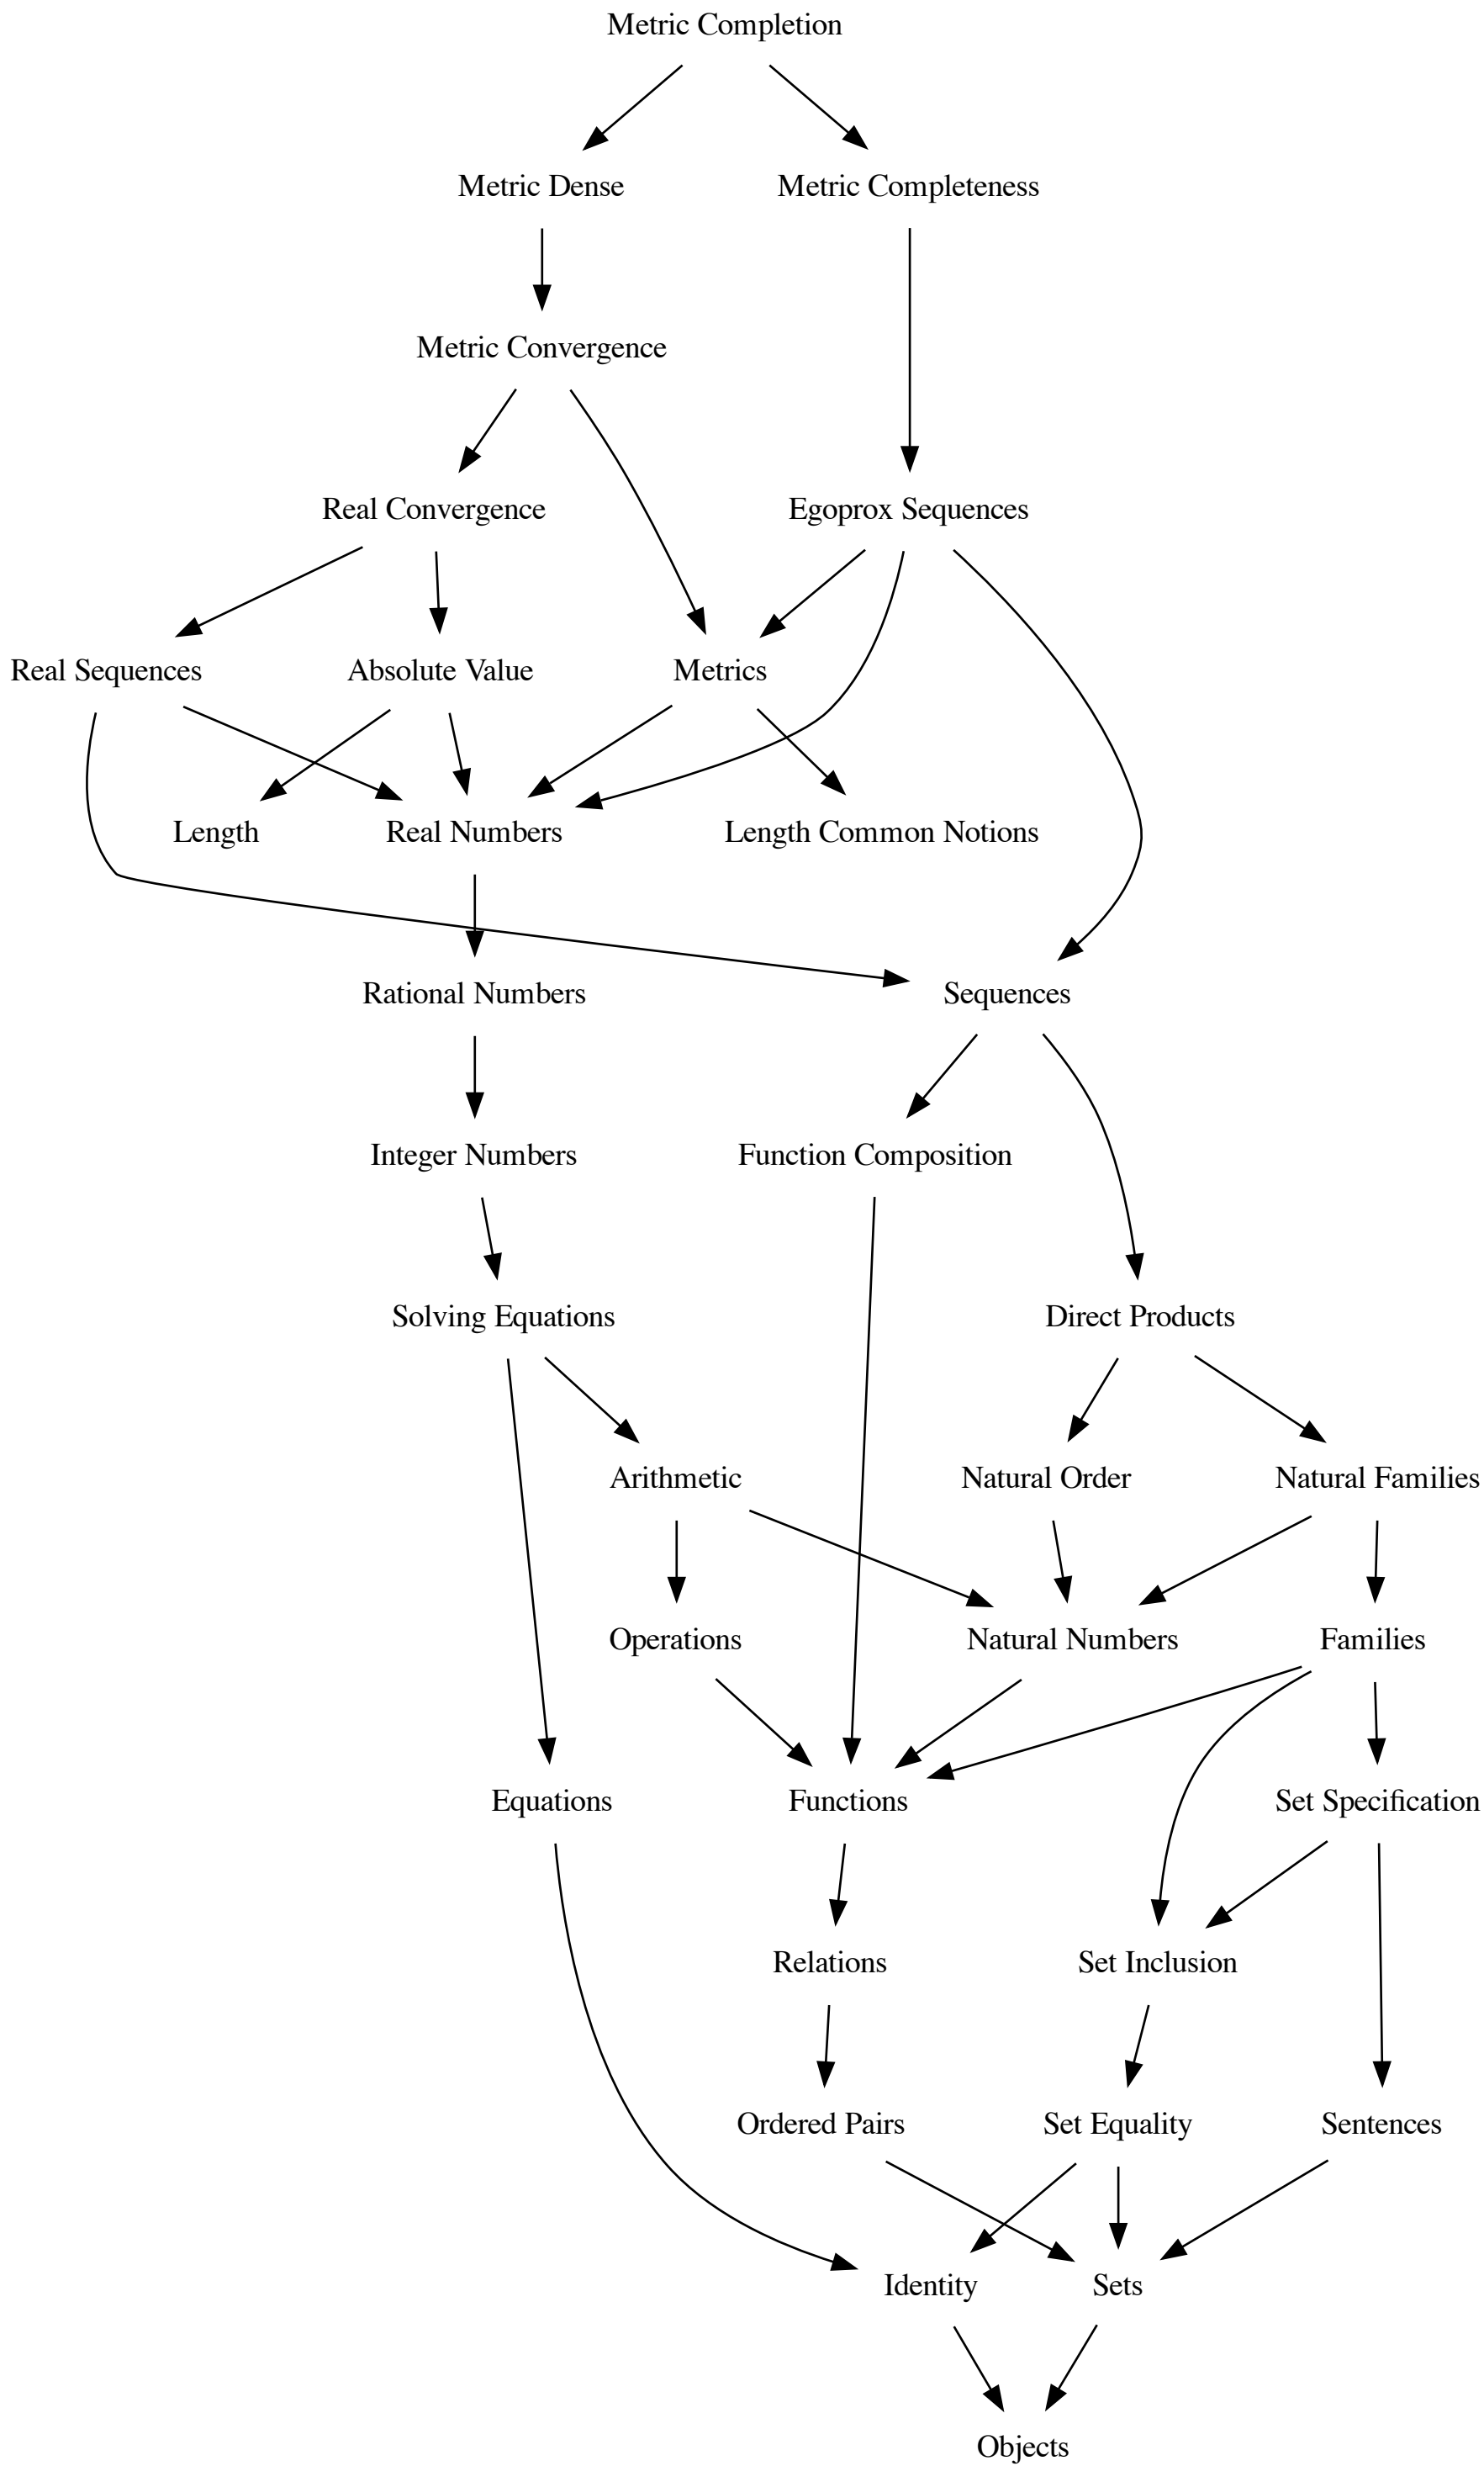 Metric Completion
Metric Dense
Metric Completeness
Metric Convergence
Real Convergence
Egoprox Sequences
Real Sequences
Absolute Value
Metrics
Length
Real Numbers
Length Common Notions
Rational Numbers
Sequences
Integer Numbers
Function Composition
Solving Equations
Direct Products
Arithmetic
Natural Order
Natural Families
Operations
Natural Numbers
Families
Equations
Functions
Set Specification
Relations
Set Inclusion
Ordered Pairs
Set Equality
Sentences
Identity
Sets
Objects